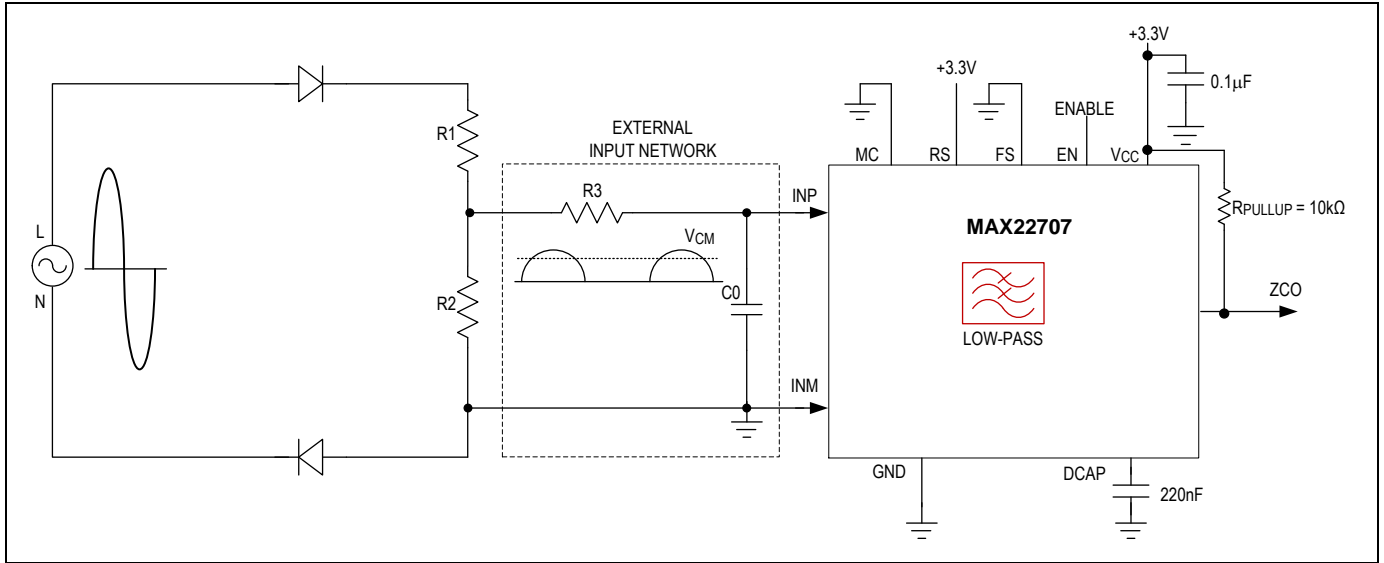 +3.3V
0.1μF
+3.3V
ENABLE
MC
RS
FS
EN
VCC
R1
EXTERNAL
INPUT NETWORK
R3
INP
VCM
L
N
R2
C0
INM
MAX22707
LOW-PASS
RPULLUP = 10kΩ
ZCO
GND
DCAP
220nF